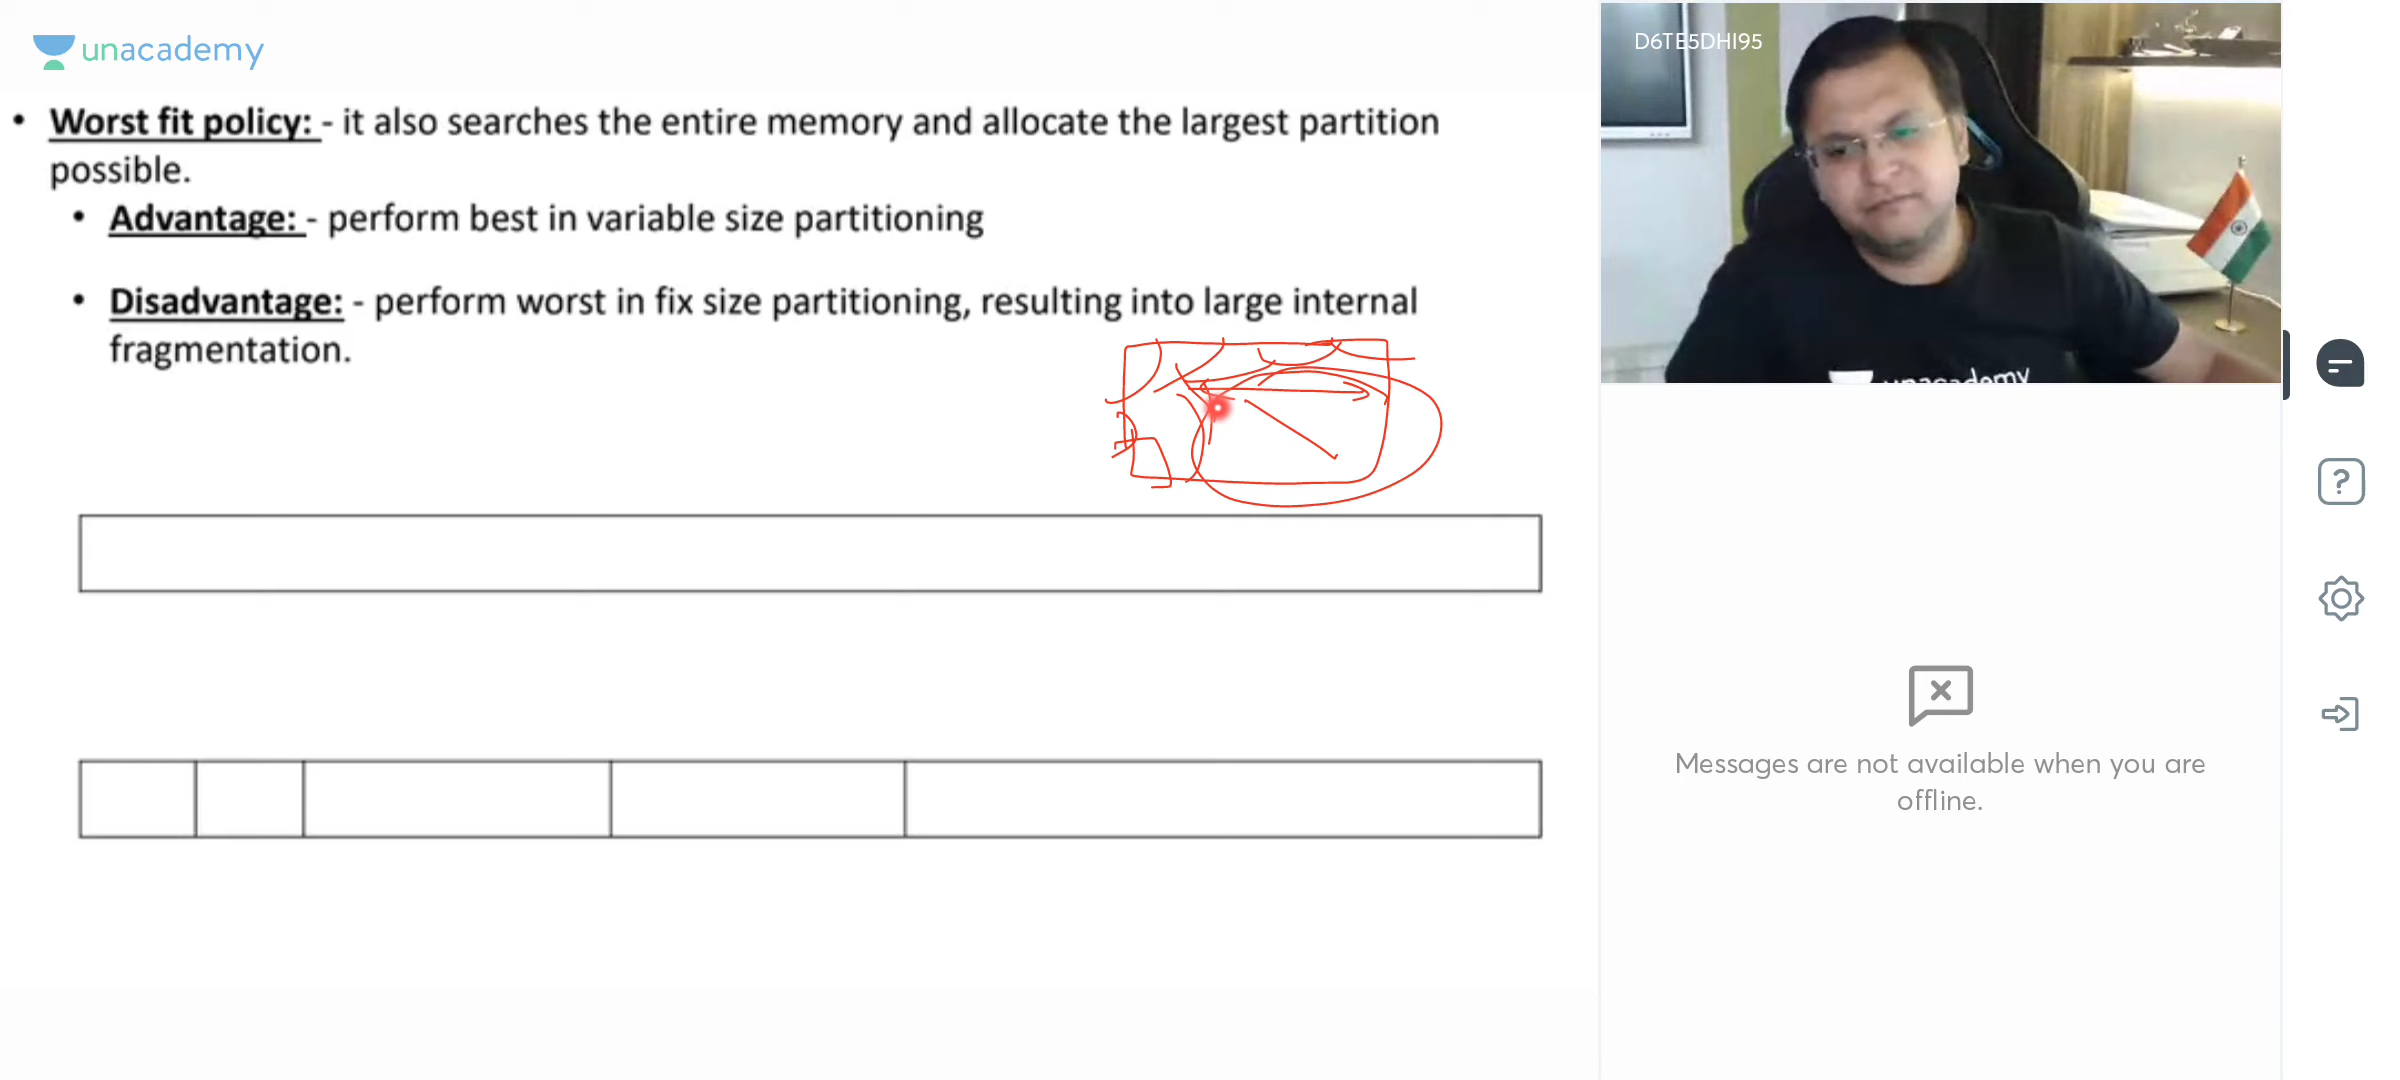 unacademy
• Worst fit policy: - it also searches the entire memory and allocate the largest partition
possible.
• Advantage: - perform best in variable size partitioning
• Disadvantage: - perform worst in fix size partitioning, resulting into large internal
fragmentation.
D6TE5DHI95
unacademy
?
Messages are not available when you are
offline.